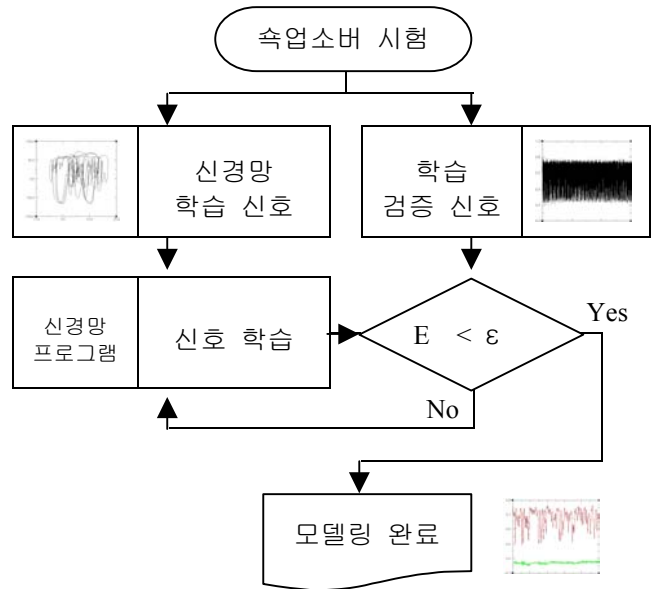 쇽업소버 시험
신경망
학습 신호
학습
검증 신호
신경망
프로그램
신호 학습
E < ε
Yes
No
모델링 완료